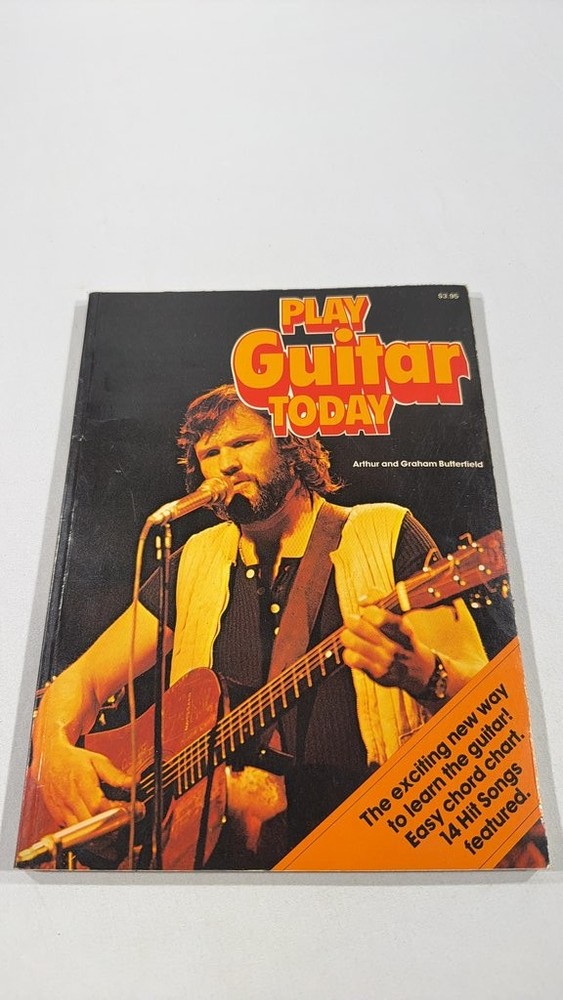 $3.95
PLAY
Guitar
TODAY
Arthur and Graham Butterfield
The exciting new way
to learn the guitar!
Easy chord chart.
14 Hit Songs
featured.